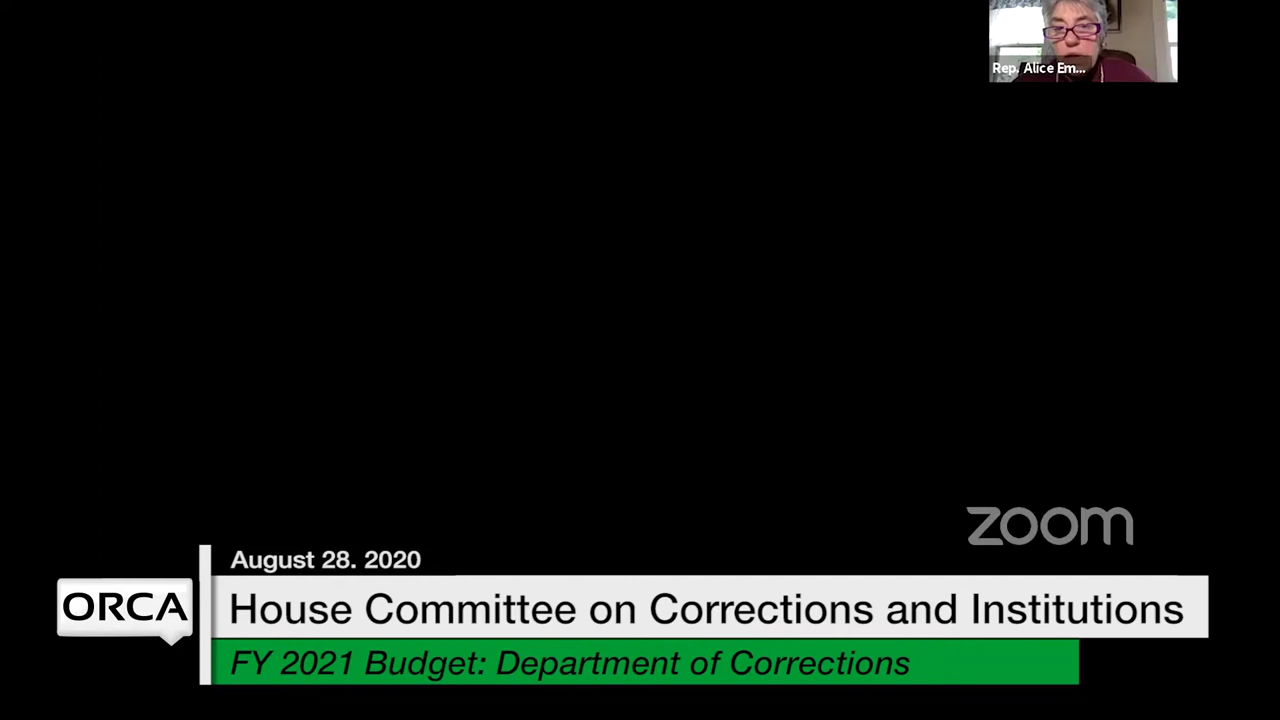 Rep. Alice Em...
zoom
August 28. 2020
ORCA
House Committee on Corrections and Institutions
FY 2021 Budget: Department of Corrections